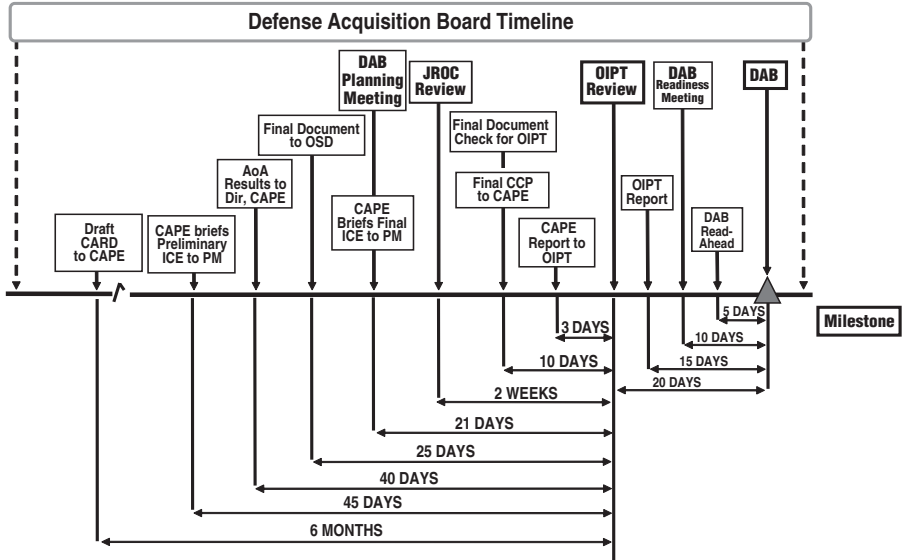 Defense Acquisition Board Timeline
DAB
Planning
Meeting
JROC
Review
OIPT
Review
DAB
Readiness
Meeting
DAB
Final Document
to OSD
Final Document
Check for OIPT
AoA
Results to
Dir, CAPE
Final CCP
to CAPE
OIPT
Report
Draft
CARD
to CAPE
CAPE briefs
Preliminary
ICE to PM
CAPE
Briefs Final
ICE to PM
CAPE
Report to
OIPT
DAB
Read-
Ahead
Milestone
5 DAYS
3 DAYS
10 DAYS
10 DAYS
15 DAYS
20 DAYS
2 WEEKS
21 DAYS
25 DAYS
40 DAYS
45 DAYS
6 MONTHS